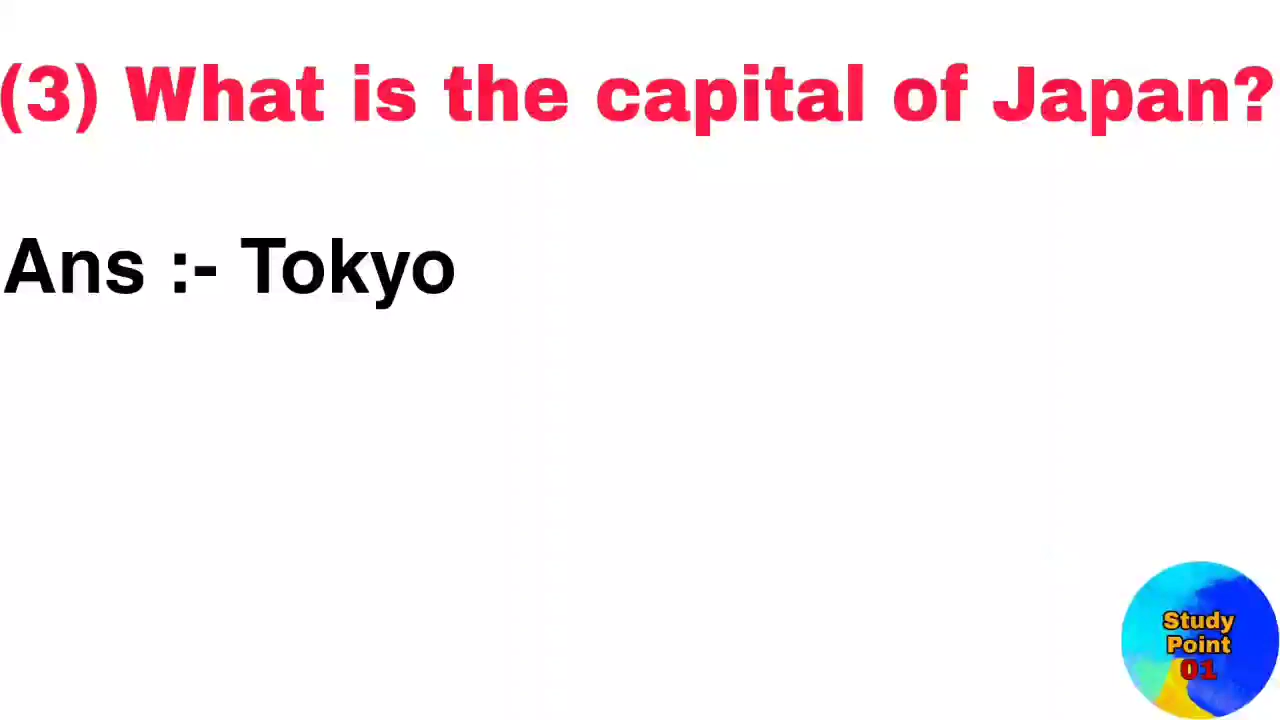 (3) What is the capital of Japan?
Ans :- Tokyo
Study
Point
01